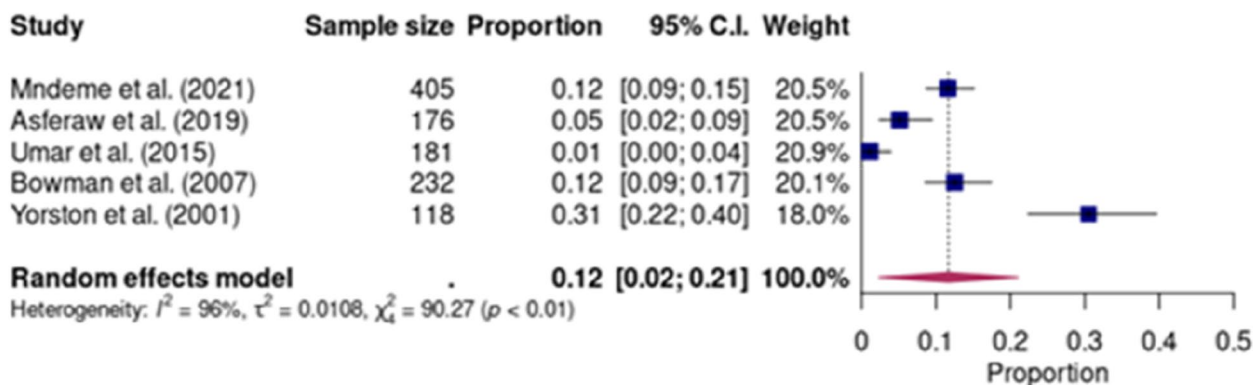 Study Sample size Proportion 95% C.I. Weight
Mndeme et al. (2021) 405 0.12 [0.09; 0.15] 20.5%
Asferaw et al. (2019) 176 0.05 [0.02; 0.09] 20.5%
Umar et al. (2015) 181 0.01 [0.00; 0.04] 20.9%
Bowman et al. (2007) 232 0.12 [0.09; 0.17] 20.1%
Yorston et al. (2001) 118 0.31 [0.22; 0.40] 18.0%
Random effects model . 0.12 [0.02; 0.21] 100.0%
Heterogeneity: I² = 96%, τ² = 0.0108, χ²₄ = 90.27 (p < 0.01)
0 0.1 0.2 0.3 0.4 0.5
Proportion